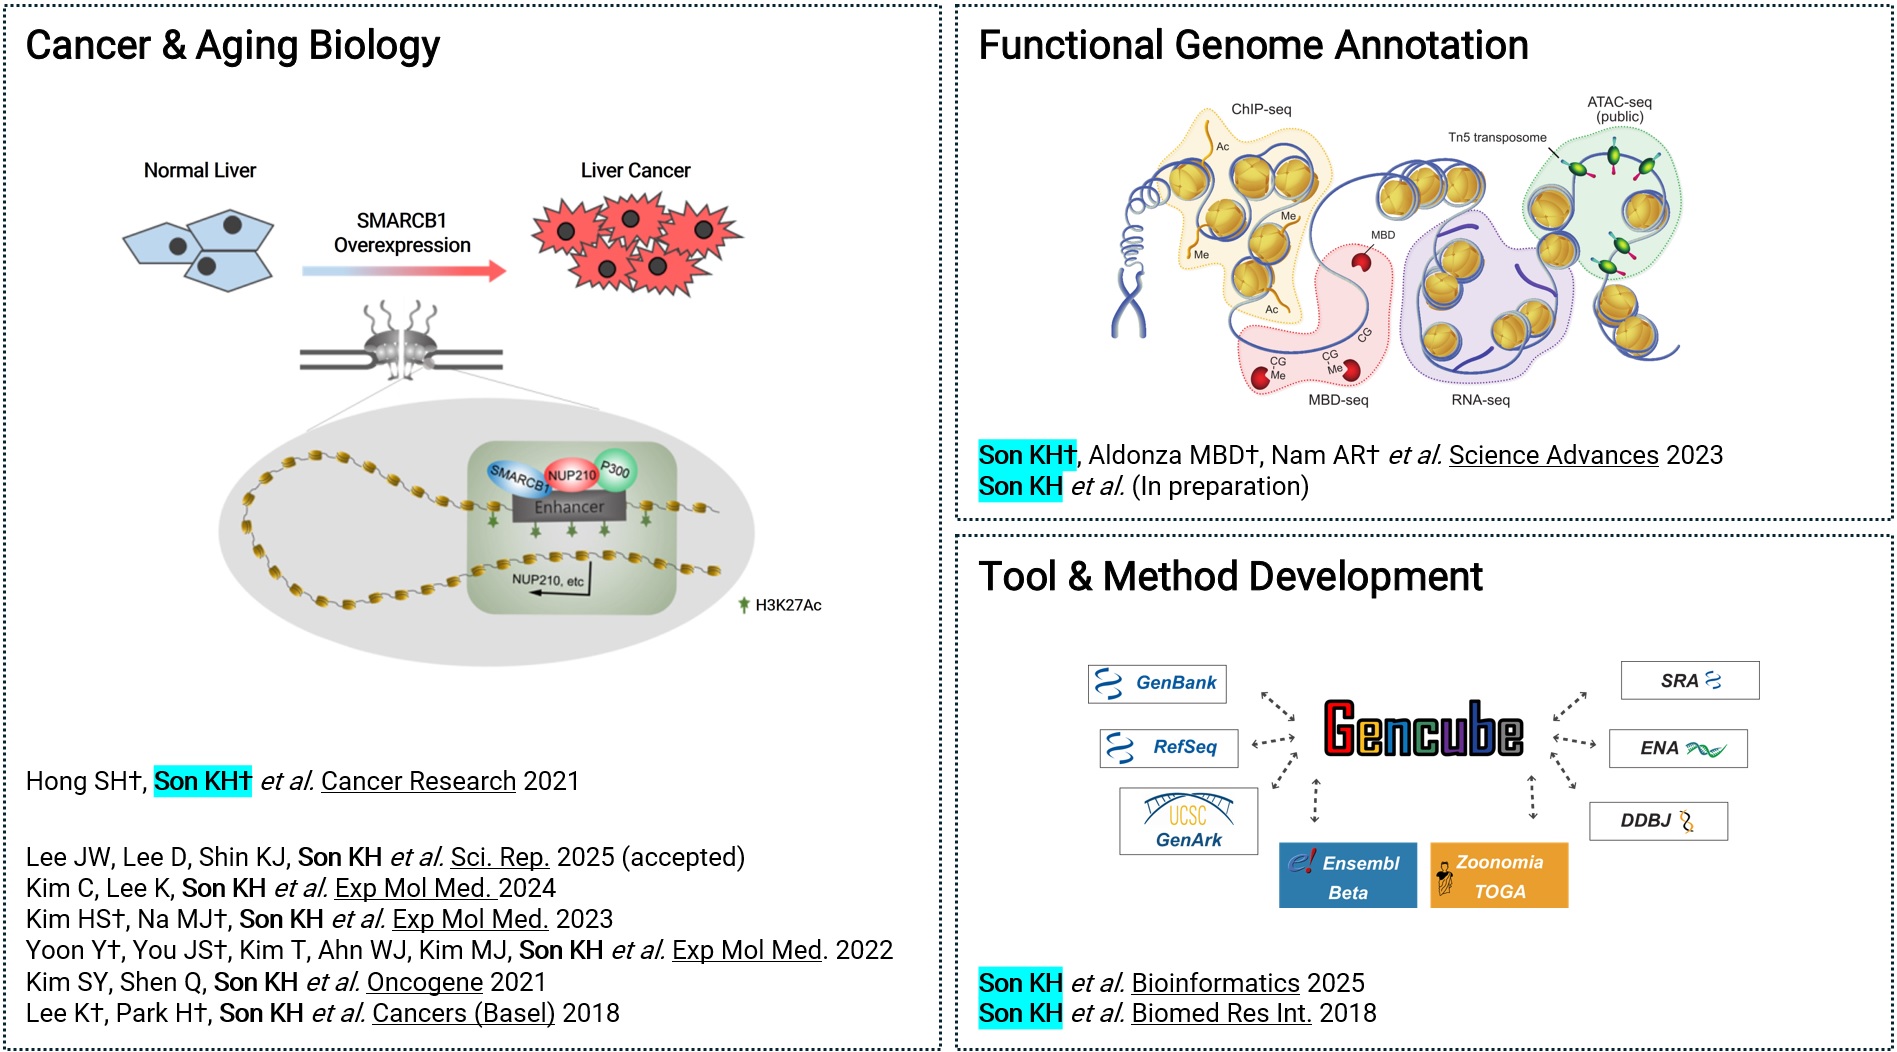 Cancer & Aging Biology
Normal Liver
Liver Cancer
SMARCB1
Overexpression
SMARCB1
NUP210
P300
Enhancer
NUP210, etc
H3K27Ac
Hong SH†, Son KH† et al. Cancer Research 2021
Lee JW, Lee D, Shin KJ, Son KH et al. Sci. Rep. 2025 (accepted)
Kim C, Lee K, Son KH et al. Exp Mol Med. 2024
Kim HS†, Na MJ†, Son KH et al. Exp Mol Med. 2023
Yoon Y†, You JS†, Kim T, Ahn WJ, Kim MJ, Son KH et al. Exp Mol Med. 2022
Kim SY, Shen Q, Son KH et al. Oncogene 2021
Lee K†, Park H†, Son KH et al. Cancers (Basel) 2018
Functional Genome Annotation
ChIP-seq
ATAC-seq
(public)
Tn5 transposome
Ac
Me
Me
Ac
MBD
CG
CG
CG
Me
Me
MBD-seq
RNA-seq
Son KH†, Aldonza MBD†, Nam AR† et al. Science Advances 2023
Son KH et al. (In preparation)
Tool & Method Development
GenBank
SRA
Gencube
RefSeq
ENA
UCSC
GenArk
DDBJ
e! Ensembl
Beta
Zoonomia
TOGA
Son KH et al. Bioinformatics 2025
Son KH et al. Biomed Res Int. 2018